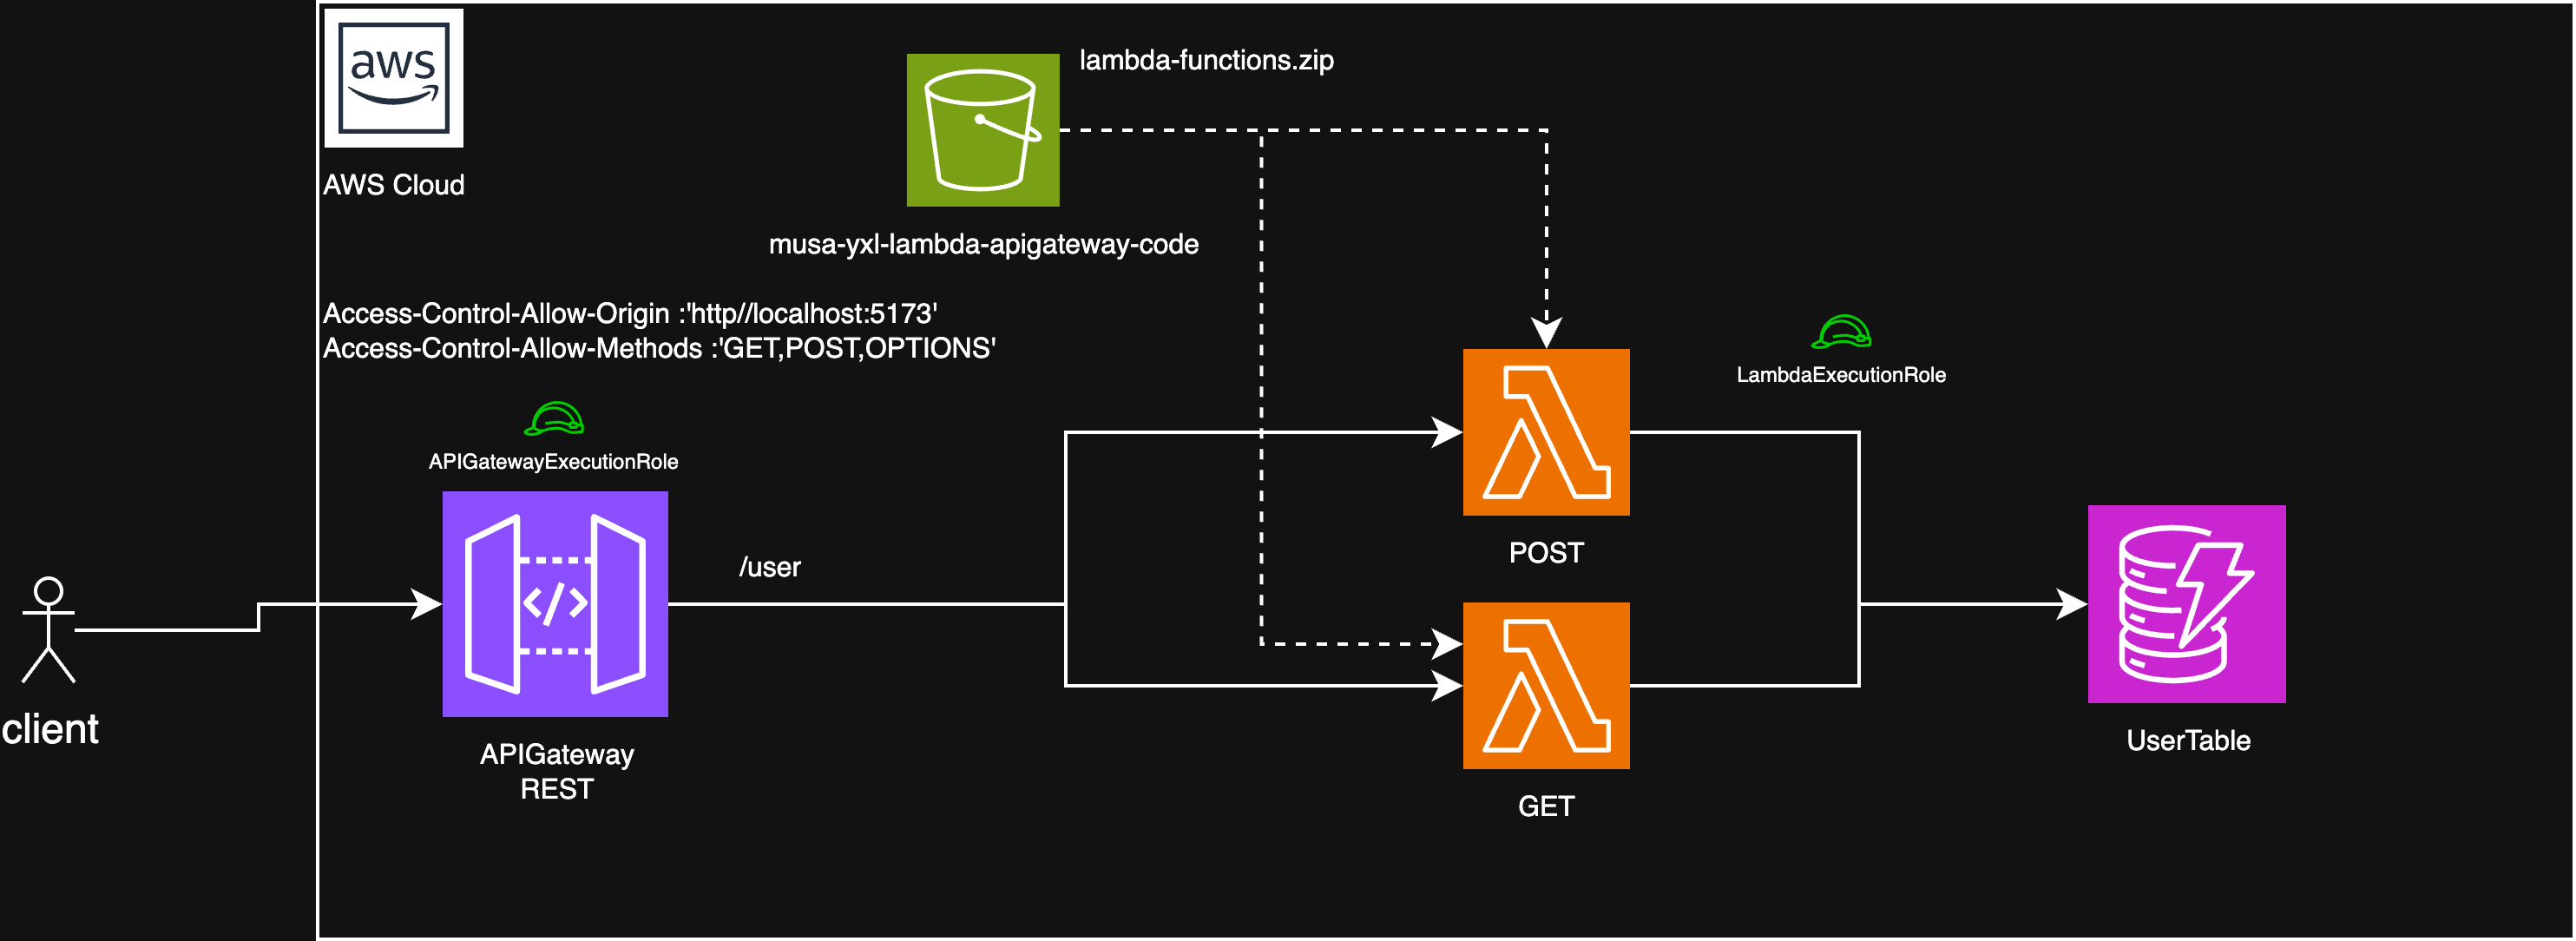 aws
AWS Cloud
lambda-functions.zip
musa-yxl-lambda-apigateway-code
Access-Control-Allow-Origin :'http//localhost:5173'
Access-Control-Allow-Methods :'GET,POST,OPTIONS'
LambdaExecutionRole
APIGatewayExecutionRole
/user
POST
</>
client
APIGateway
REST
UserTable
GET